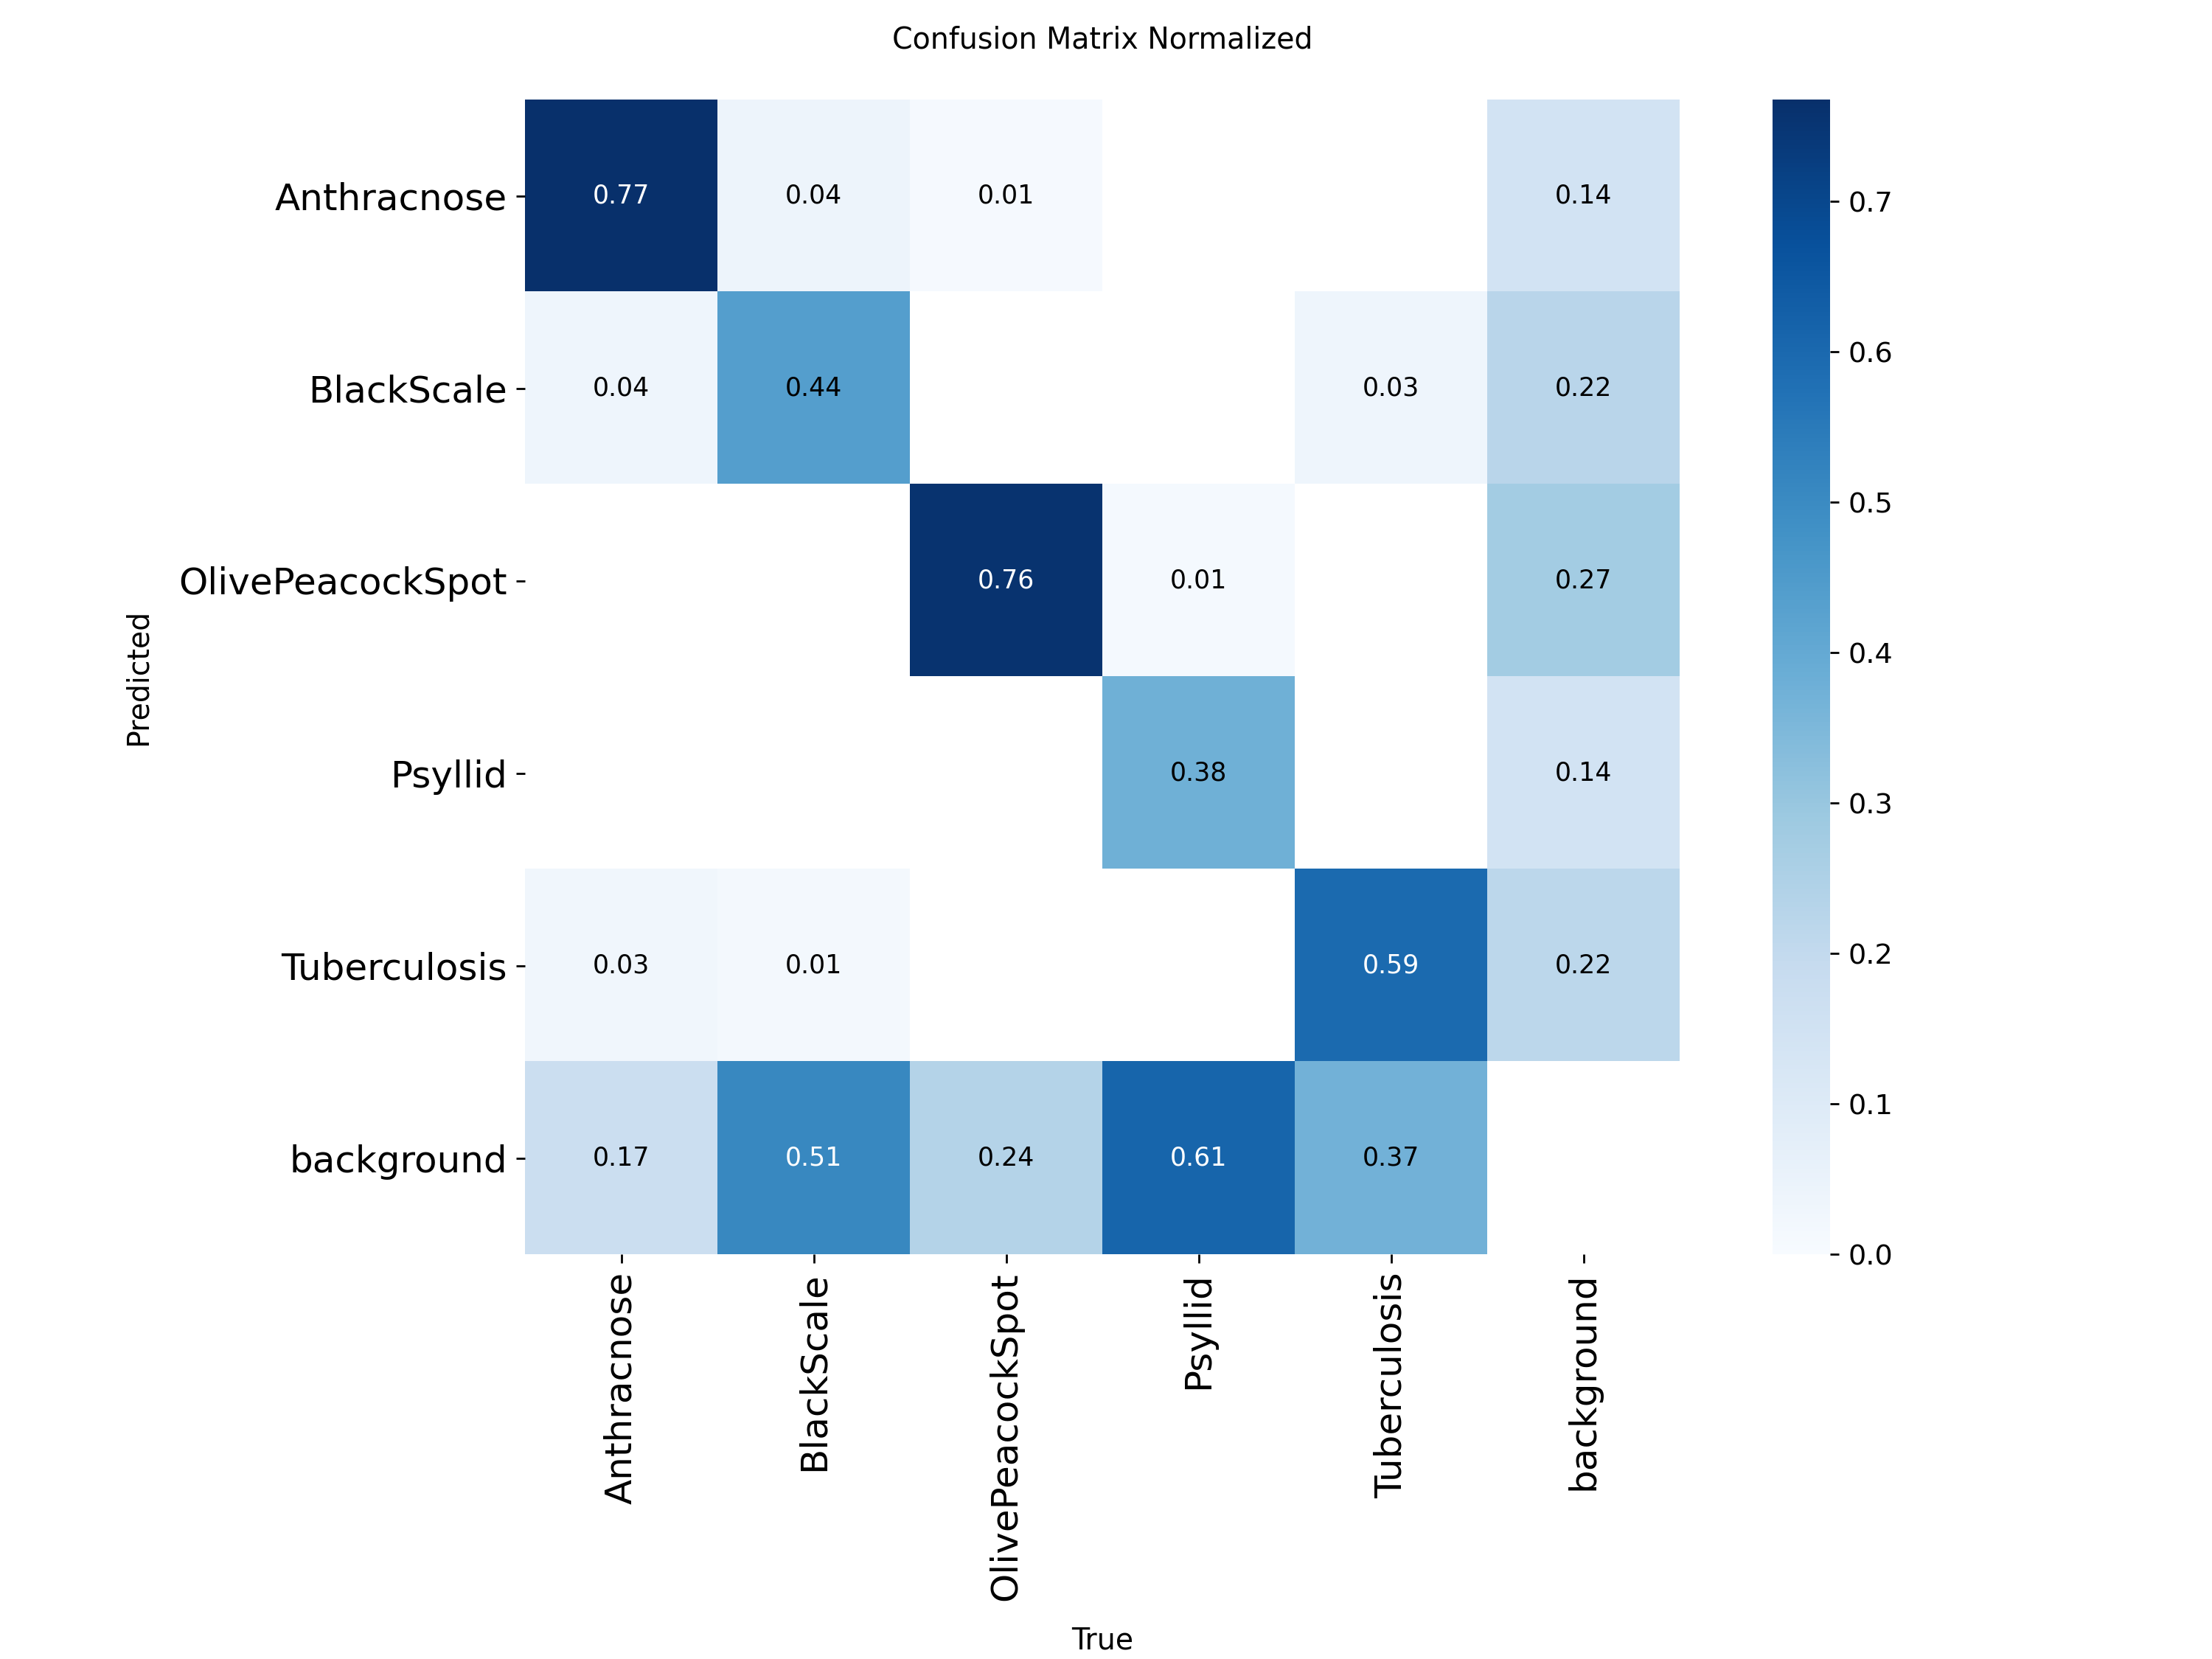 Confusion Matrix Normalized
Anthracnose 0.77 0.04 0.01 0.14
BlackScale 0.04 0.44 0.03 0.22
OlivePeacockSpot 0.76 0.01 0.27
Psyllid 0.38 0.14
Tuberculosis 0.03 0.01 0.59 0.22
background 0.17 0.51 0.24 0.61 0.37
Predicted
Anthracnose
BlackScale
OlivePeacockSpot
Psyllid
Tuberculosis
background
True
0.7
0.6
0.5
0.4
0.3
0.2
0.1
0.0